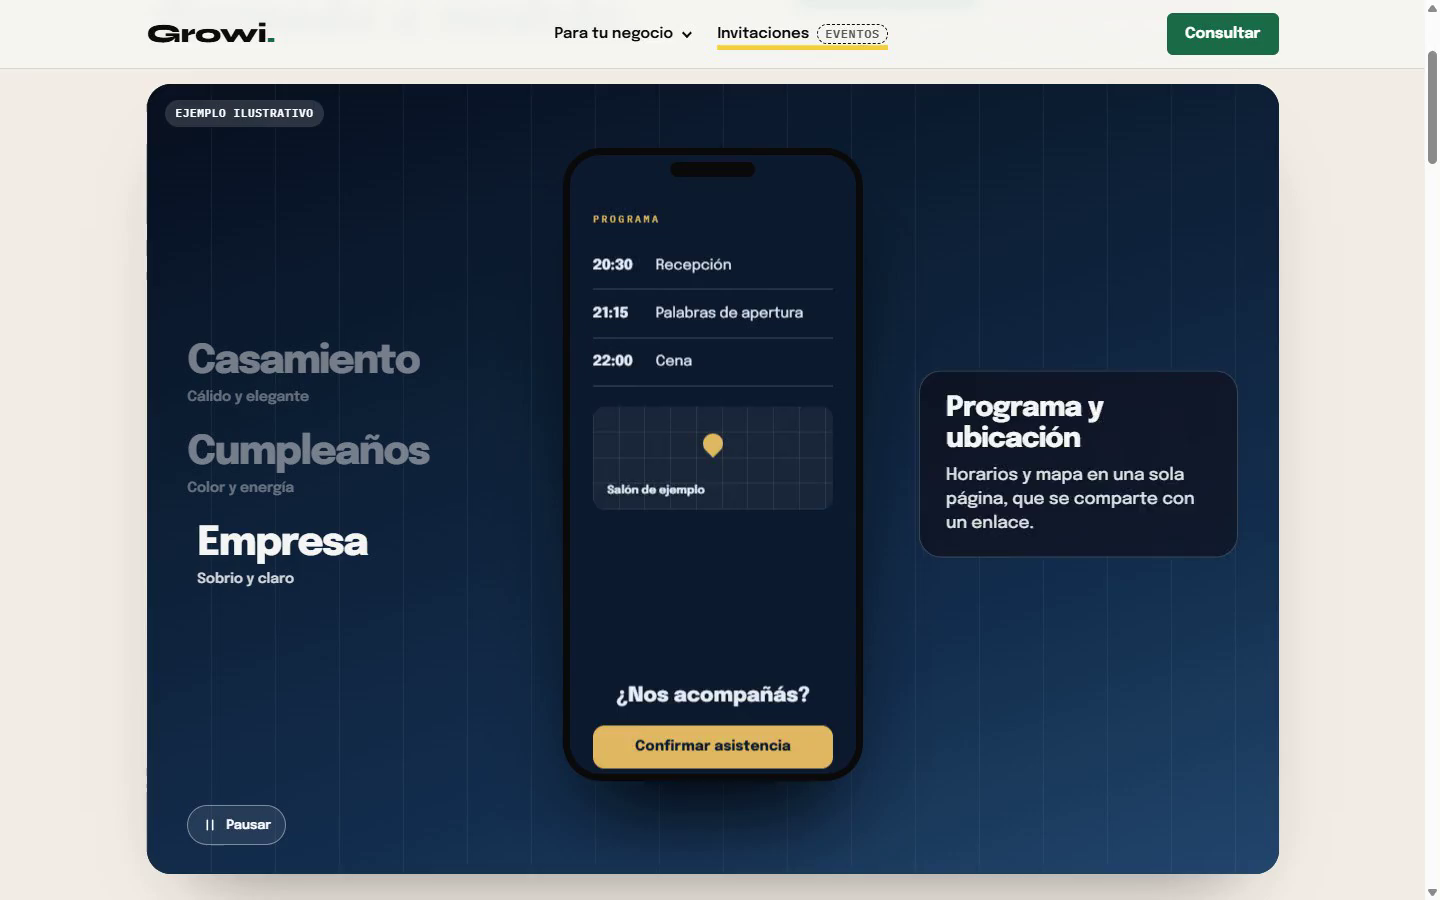 Growi.
Para tu negocio
Invitaciones EVENTOS
Consultar
EJEMPLO ILUSTRATIVO
Casamiento
Cálido y elegante
Cumpleaños
Color y energía
Empresa
Sobrio y claro
Pausar
PROGRAMA
20:30 Recepción
21:15 Palabras de apertura
22:00 Cena
Salón de ejemplo
¿Nos acompañás?
Confirmar asistencia
Programa y
ubicación
Horarios y mapa en una sola
página, que se comparte con
un enlace.